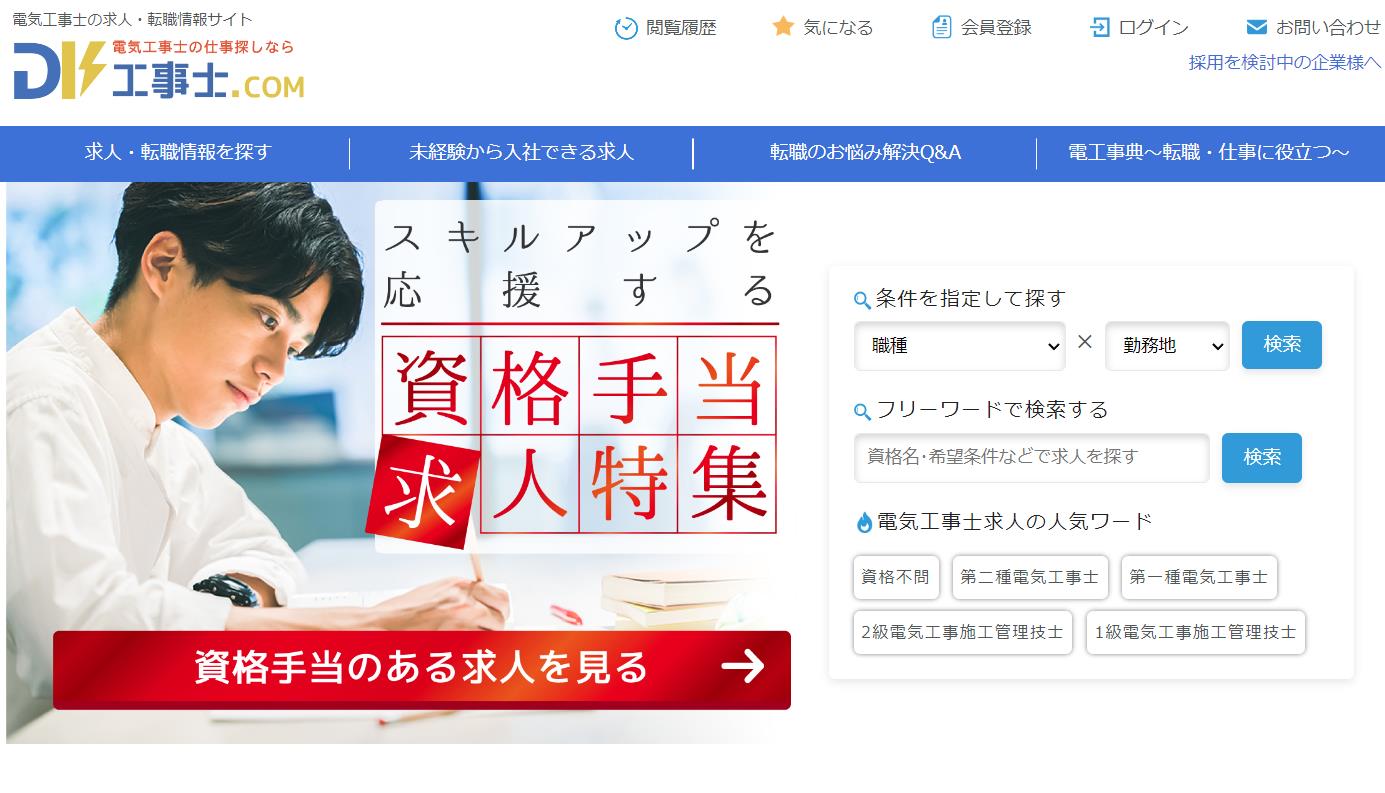 電気工事士の求人・転職情報サイト
電気工事士の仕事探しなら
DK工事士.COM
閲覧履歴
気になる
会員登録
ログイン
お問い合わせ
採用を検討中の企業様へ
求人・転職情報を探す
未経験から入社できる求人
転職のお悩み解決Q&A
電工事典〜転職・仕事に役立つ〜
スキルアップを
応援する
資格手当
求人特集
資格手当のある求人を見る
条件を指定して探す
職種 × 勤務地 検索
フリーワードで検索する
資格名･希望条件などで求人を探す 検索
電気工事士求人の人気ワード
資格不問 第二種電気工事士 第一種電気工事士
2級電気工事施工管理技士 1級電気工事施工管理技士